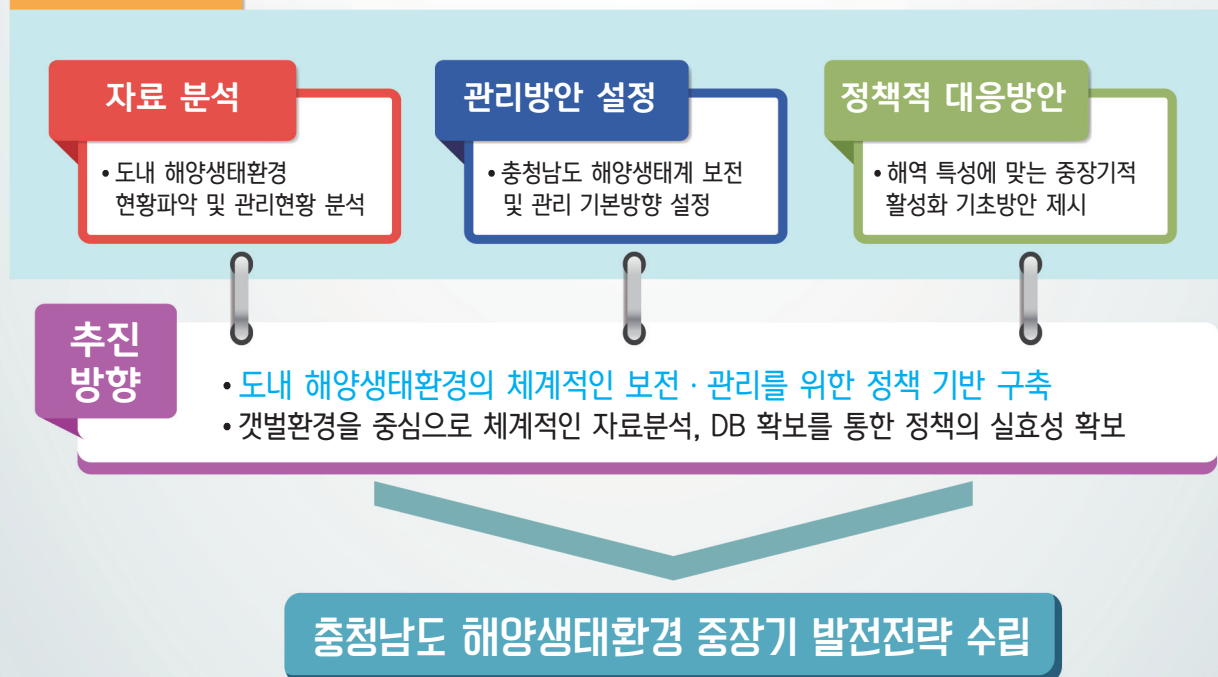 자료 분석
• 도내 해양생태환경
현황파악 및 관리현황 분석
관리방안 설정
• 충청남도 해양생태계 보전
및 관리 기본방향 설정
정책적 대응방안
• 해역 특성에 맞는 중장기적
활성화 기초방안 제시
추진
방향
• 도내 해양생태환경의 체계적인 보전 · 관리를 위한 정책 기반 구축
• 갯벌환경을 중심으로 체계적인 자료분석, DB 확보를 통한 정책의 실효성 확보
충청남도 해양생태환경 중장기 발전전략 수립